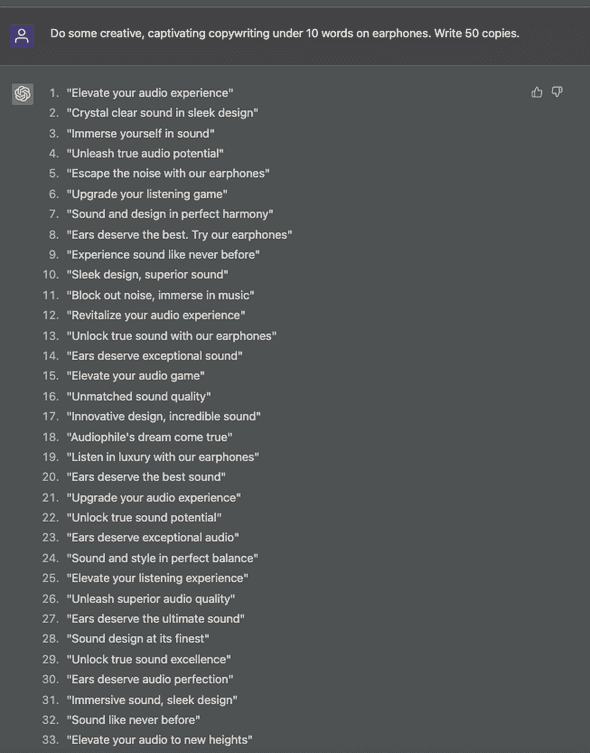 Do some creative, captivating copywriting under 10 words on earphones. Write 50 copies.
1. "Elevate your audio experience"
2. "Crystal clear sound in sleek design"
3. "Immerse yourself in sound"
4. "Unleash true audio potential"
5. "Escape the noise with our earphones"
6. "Upgrade your listening game"
7. "Sound and design in perfect harmony"
8. "Ears deserve the best. Try our earphones"
9. "Experience sound like never before"
10. "Sleek design, superior sound"
11. "Block out noise, immerse in music"
12. "Revitalize your audio experience"
13. "Unlock true sound with our earphones"
14. "Ears deserve exceptional sound"
15. "Elevate your audio game"
16. "Unmatched sound quality"
17. "Innovative design, incredible sound"
18. "Audiophile's dream come true"
19. "Listen in luxury with our earphones"
20. "Ears deserve the best sound"
21. "Upgrade your audio experience"
22. "Unlock true sound potential"
23. "Ears deserve exceptional audio"
24. "Sound and style in perfect balance"
25. "Elevate your listening experience"
26. "Unleash superior audio quality"
27. "Ears deserve the ultimate sound"
28. "Sound design at its finest"
29. "Unlock true sound excellence"
30. "Ears deserve audio perfection"
31. "Immersive sound, sleek design"
32. "Sound like never before"
33. "Elevate your audio to new heights"